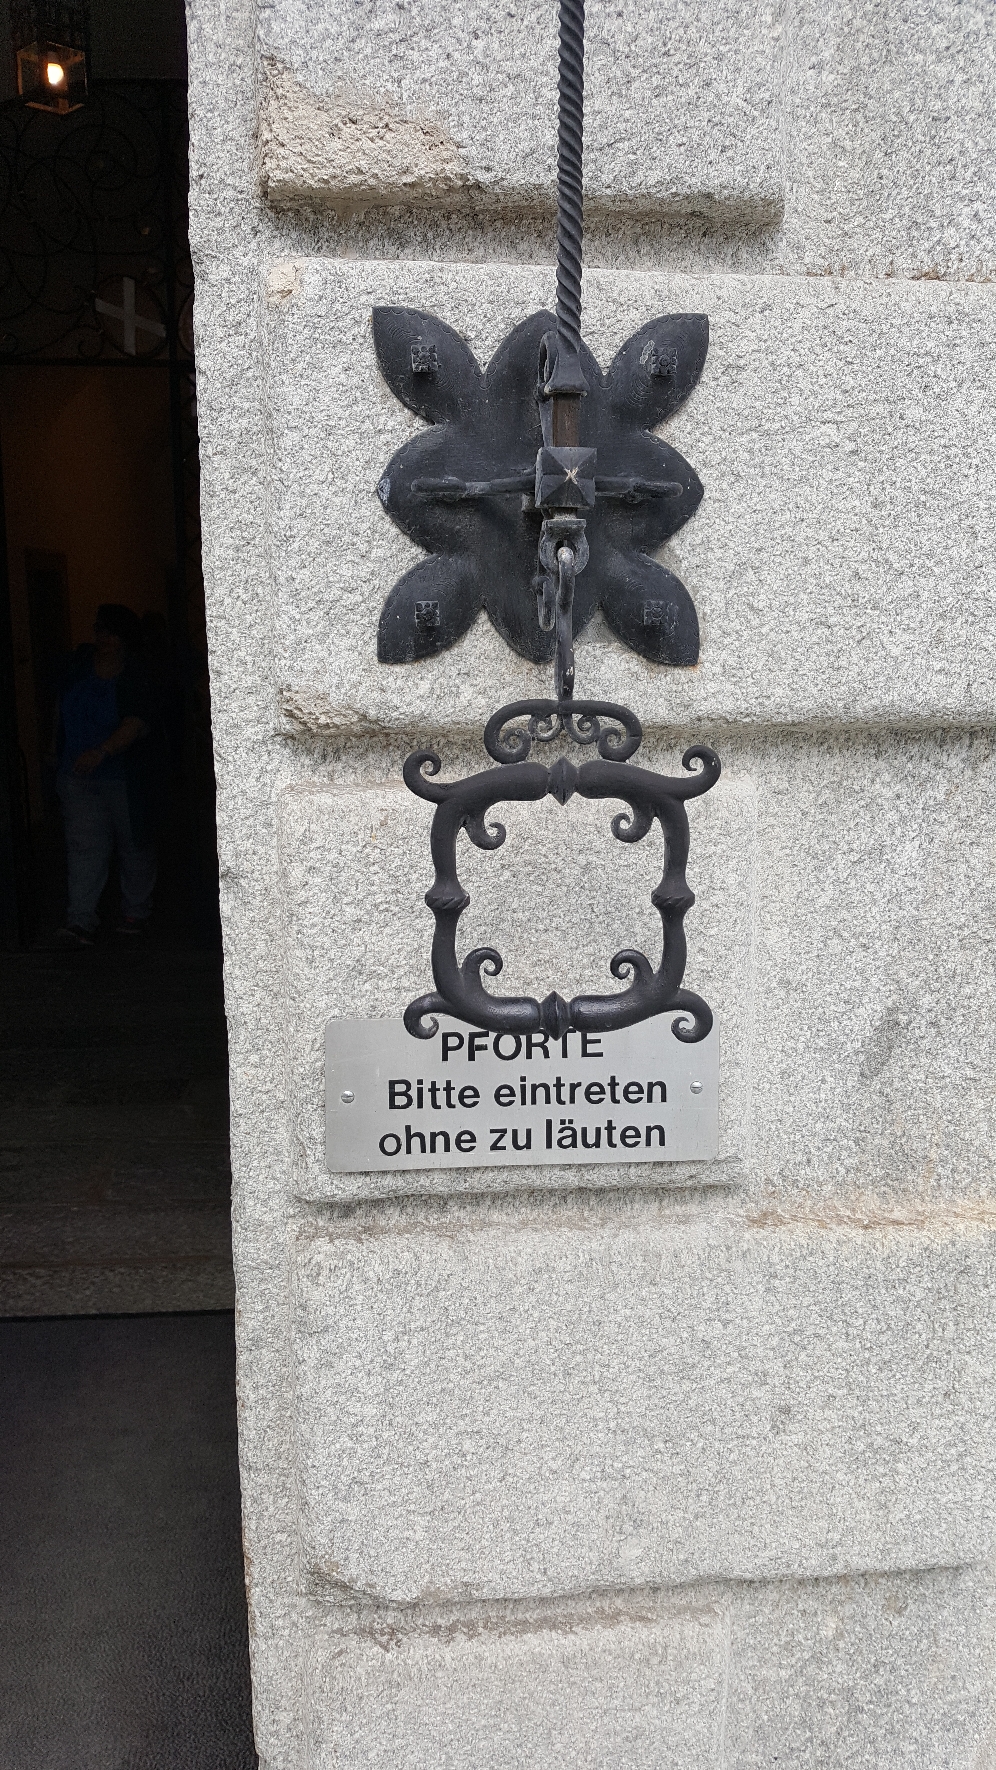 PFORTE
Bitte eintreten
ohne zu läuten